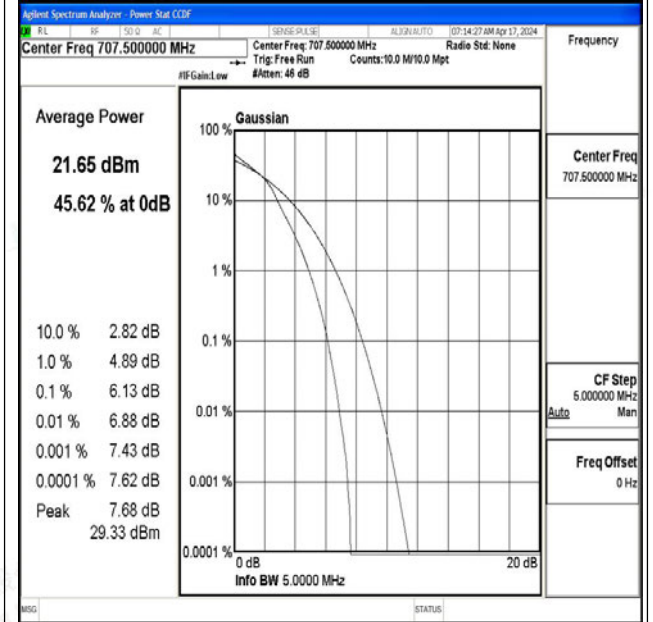 Agilent Spectrum Analyzer - Power Stat CCDF
RL RF 50 Ω AC SENSE:PULSE ALIGNAUTO 07:14:27 AM Apr 17, 2024
Center Freq 707.500000 MHz
Center Freq: 707.500000 MHz Radio Std: None
Trig: Free Run Counts:10.0 M/10.0 Mpt
#IFGain:Low #Atten: 46 dB
Frequency
Average Power
21.65 dBm
45.62 % at 0dB
10.0 % 2.82 dB
1.0 % 4.89 dB
0.1 % 6.13 dB
0.01 % 6.88 dB
0.001 % 7.43 dB
0.0001 % 7.62 dB
Peak 7.68 dB
29.33 dBm
Gaussian
100 %
10 %
1 %
0.1 %
0.01 %
0.001 %
0.0001 %
0 dB 20 dB
Info BW 5.0000 MHz
Center Freq
707.500000 MHz
CF Step
5.000000 MHz
Auto Man
Freq Offset
0 Hz
MSG STATUS